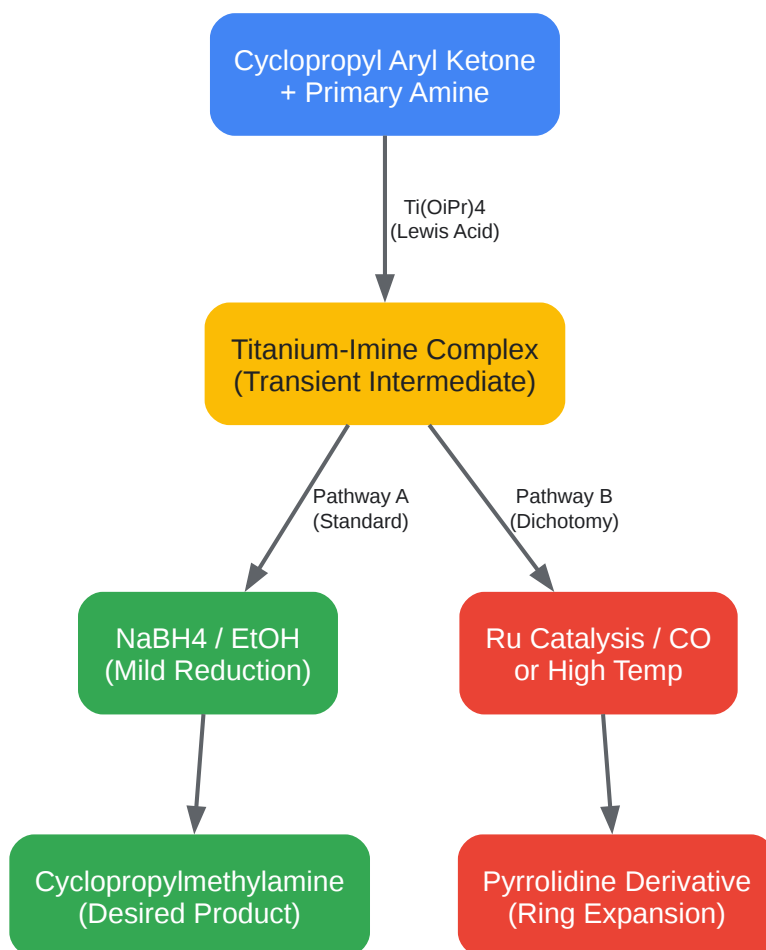 Cyclopropyl Aryl Ketone
+ Primary Amine
Ti(OiPr)4
(Lewis Acid)
Titanium-Imine Complex
(Transient Intermediate)
Pathway A
(Standard)
Pathway B
(Dichotomy)
NaBH4 / EtOH
(Mild Reduction)
Ru Catalysis / CO
or High Temp
Cyclopropylmethylamine
(Desired Product)
Pyrrolidine Derivative
(Ring Expansion)